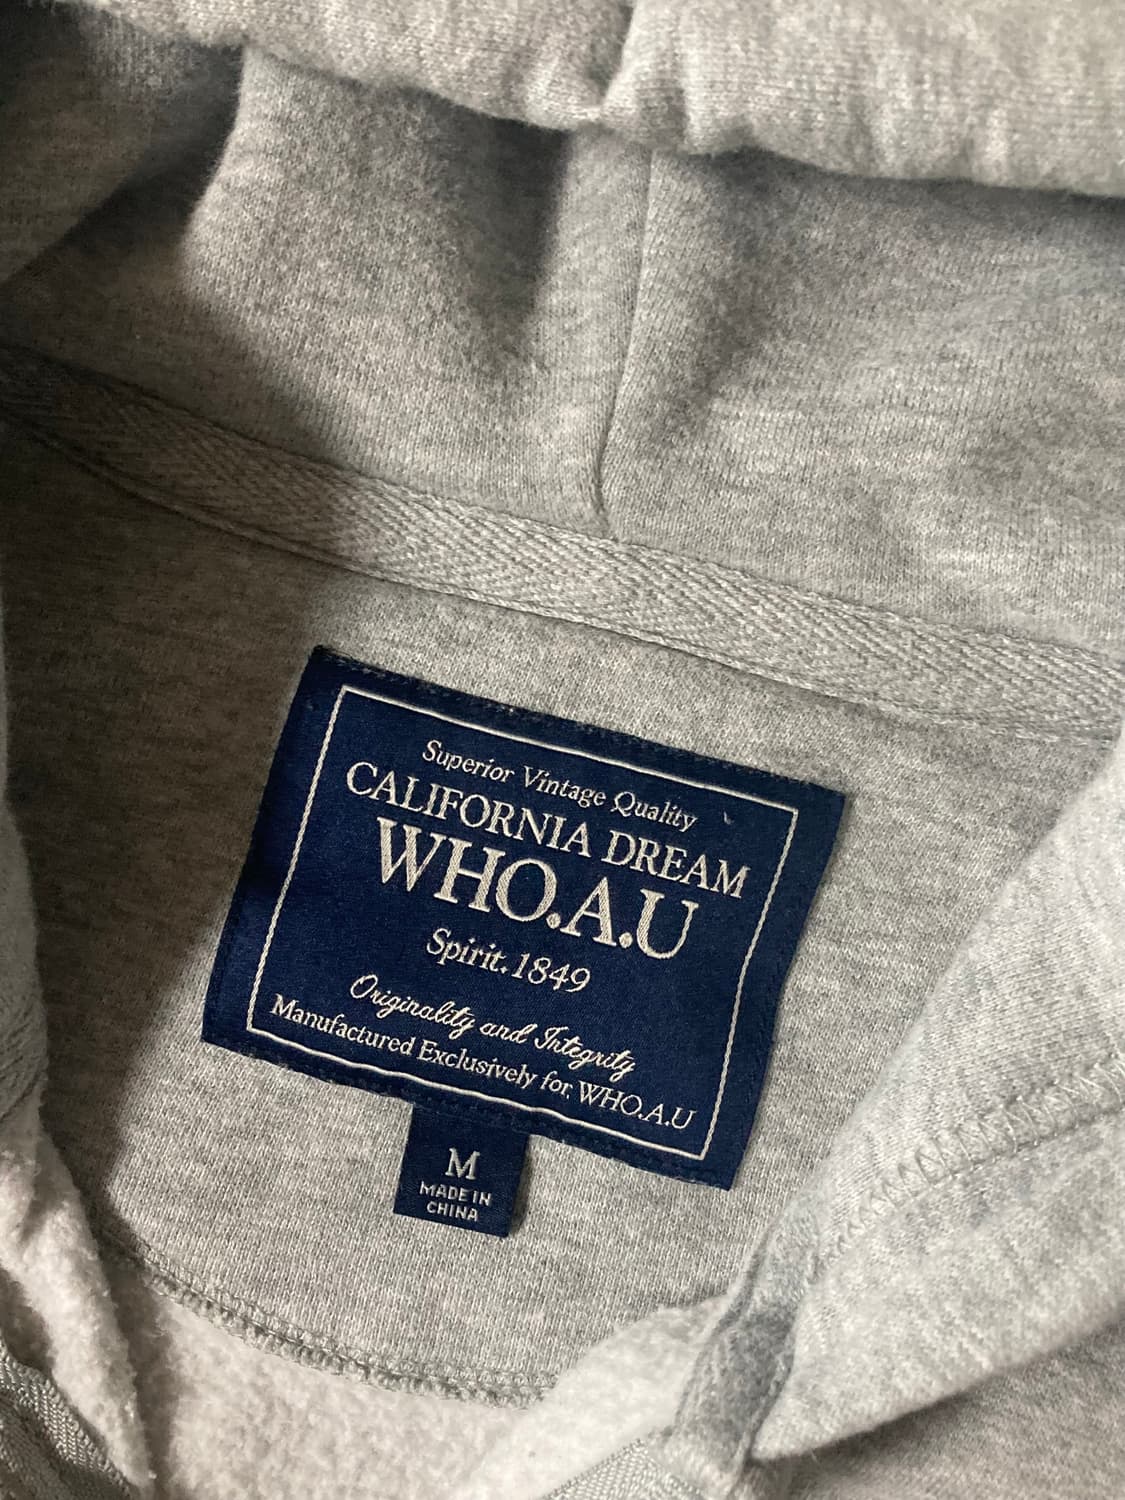 Superior Vintage Quality
CALIFORNIA DREAM
WHO.A.U
Spirit. 1849
Originality and Integrity
Manufactured Exclusively for. WHO.A.U
M
MADE IN
CHINA